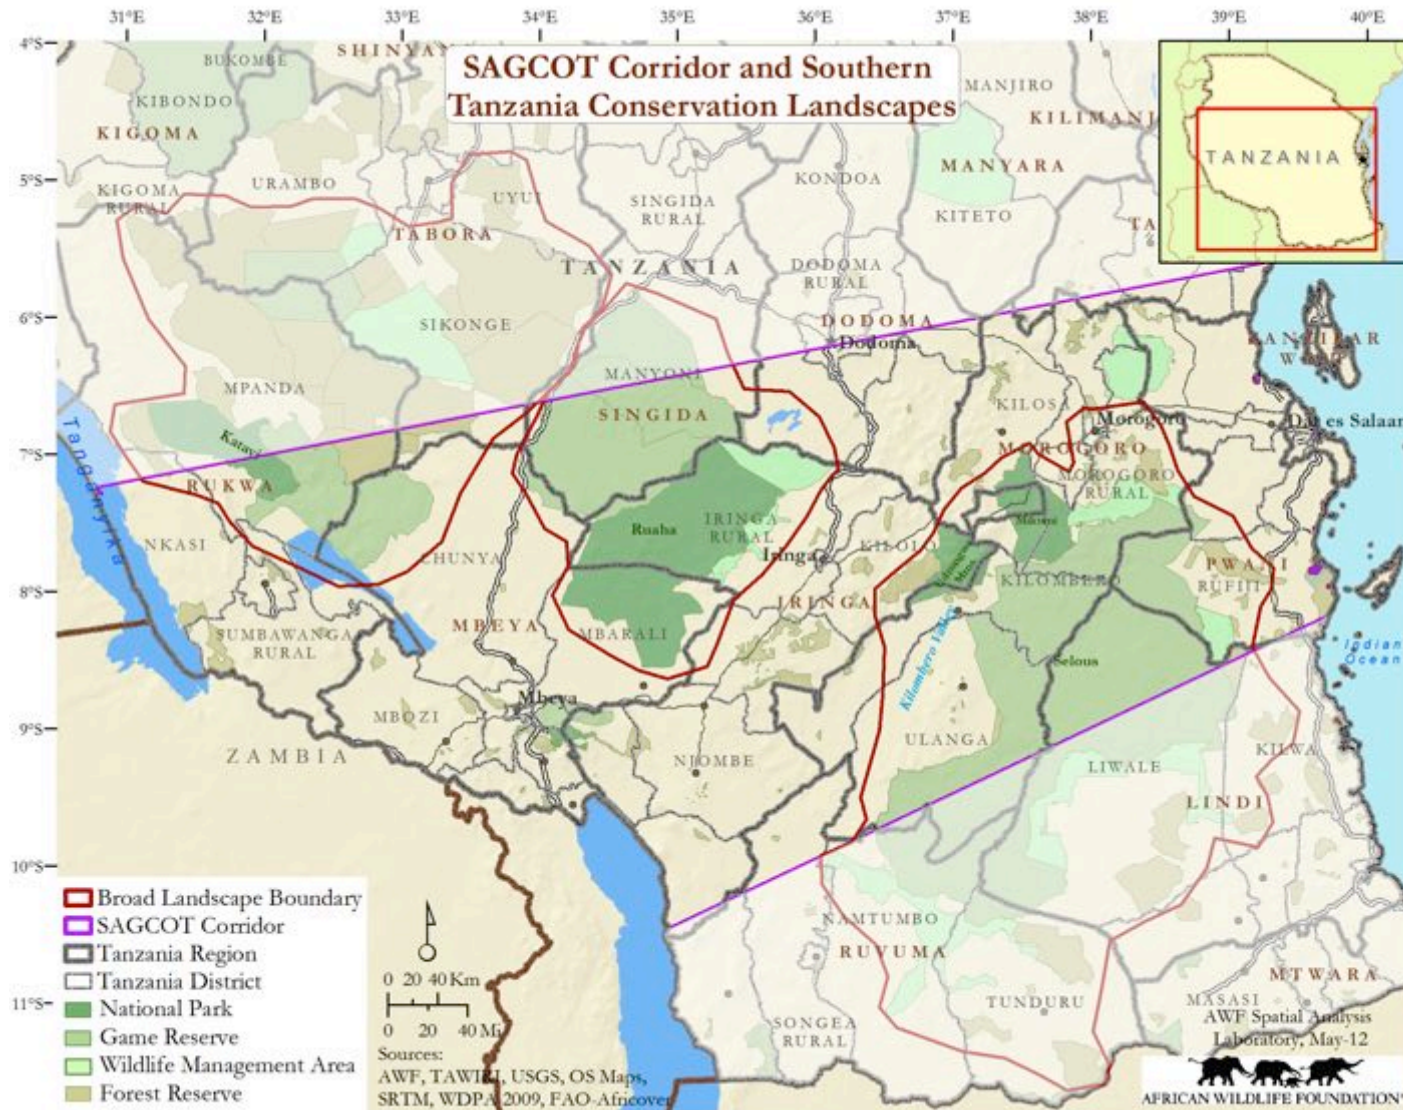 31°E 32°E 33°E 34°E 35°E 36°E 37°E 38°E 39°E 40°E
4°S
5°S
6°S
7°S
8°S
9°S
10°S
11°S
SAGCOT Corridor and Southern
Tanzania Conservation Landscapes
TANZANIA
BUKOMBE
SHINYAN
KIBONDO
KIGOMA
KIGOMA
RURAL
URAMBO
UYUI
TABORA
SINGIDA
RURAL
KONDOA
MANJIRO
KILIMANJ
MANYARA
KITETO
TA
TANZANIA
DODOMA
RURAL
SIKONGE
DODOMA
Dodoma
ZANZIBAR
MPANDA
MANYONI
SINGIDA
KILOSA
Morogoro
Dar es Salaam
Tanganyika
Katavi
RUKWA
MOROGORO
MOROGORO
RURAL
NKASI
CHUNYA
Ruaha
IRINGA
RURAL
Iringa
KILOLO
Mikumi
Udzungwa
Mtns
KILOMBERO
PWANI
RUFIJI
SUMBAWANGA
RURAL
MBEYA
MBARALI
IRINGA
Kilombero Valley
Selous
Indian
Ocean
MBOZI
Mbeya
ZAMBIA
NJOMBE
ULANGA
LIWALE
KILWA
LINDI
NAMTUMBO
RUVUMA
TUNDURU
SONGEA
RURAL
MTWARA
MASASI
Broad Landscape Boundary
SAGCOT Corridor
Tanzania Region
Tanzania District
National Park
Game Reserve
Wildlife Management Area
Forest Reserve
0 20 40 Km
0 20 40 Mi
Sources:
AWF, TAWIRI, USGS, OS Maps,
SRTM, WDPA 2009, FAO-Africover
AWF Spatial Analysis
Laboratory, May-12
AFRICAN WILDLIFE FOUNDATION®